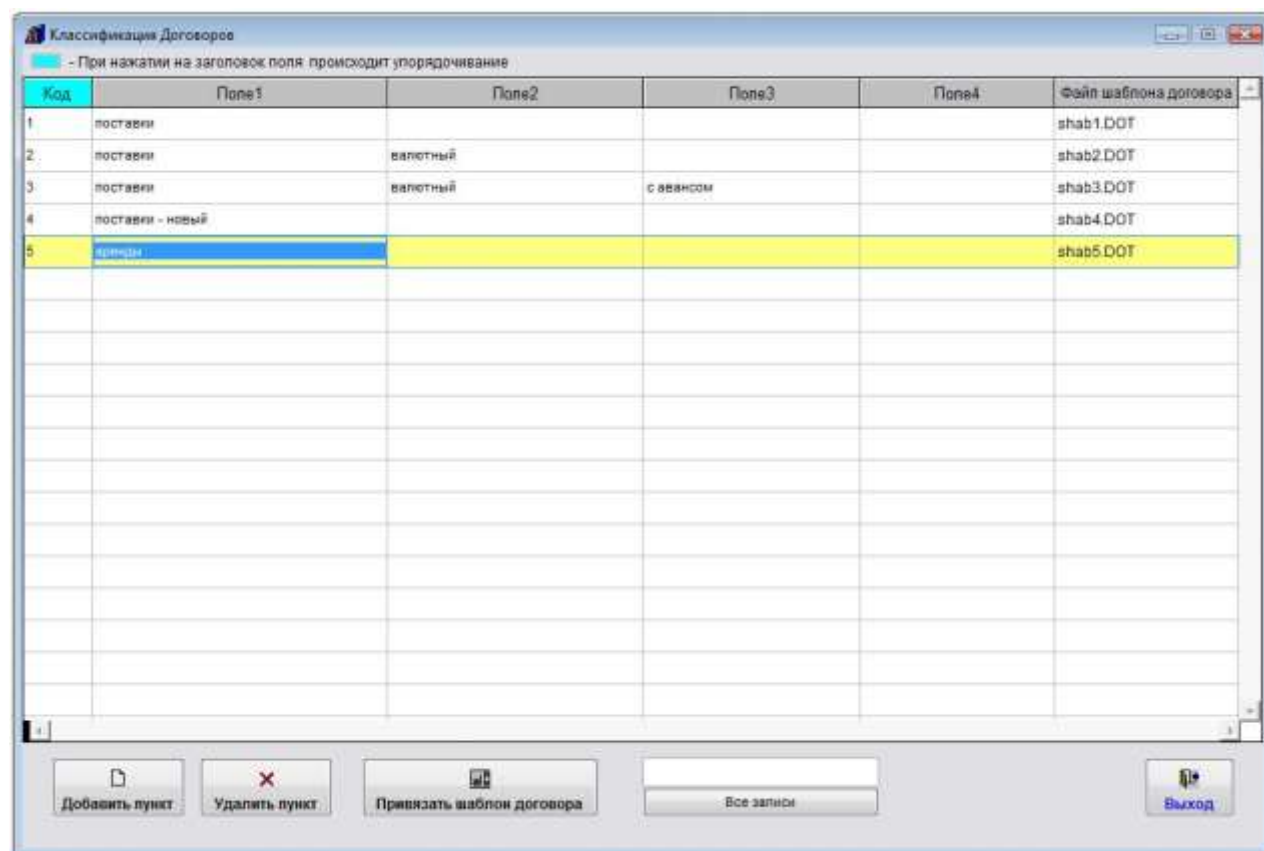 Классификация Договоров
- При нажатии на заголовок поля происходит упорядочивание
Код Поле1 Поле2 Поле3 Поле4 Файл шаблона договора
1 поставки shab1.DOT
2 поставки валютный shab2.DOT
3 поставки валютный с авансом shab3.DOT
4 поставки - новый shab4.DOT
5 аренды shab5.DOT
Добавить пункт Удалить пункт Привязать шаблон договора Все записи Выход